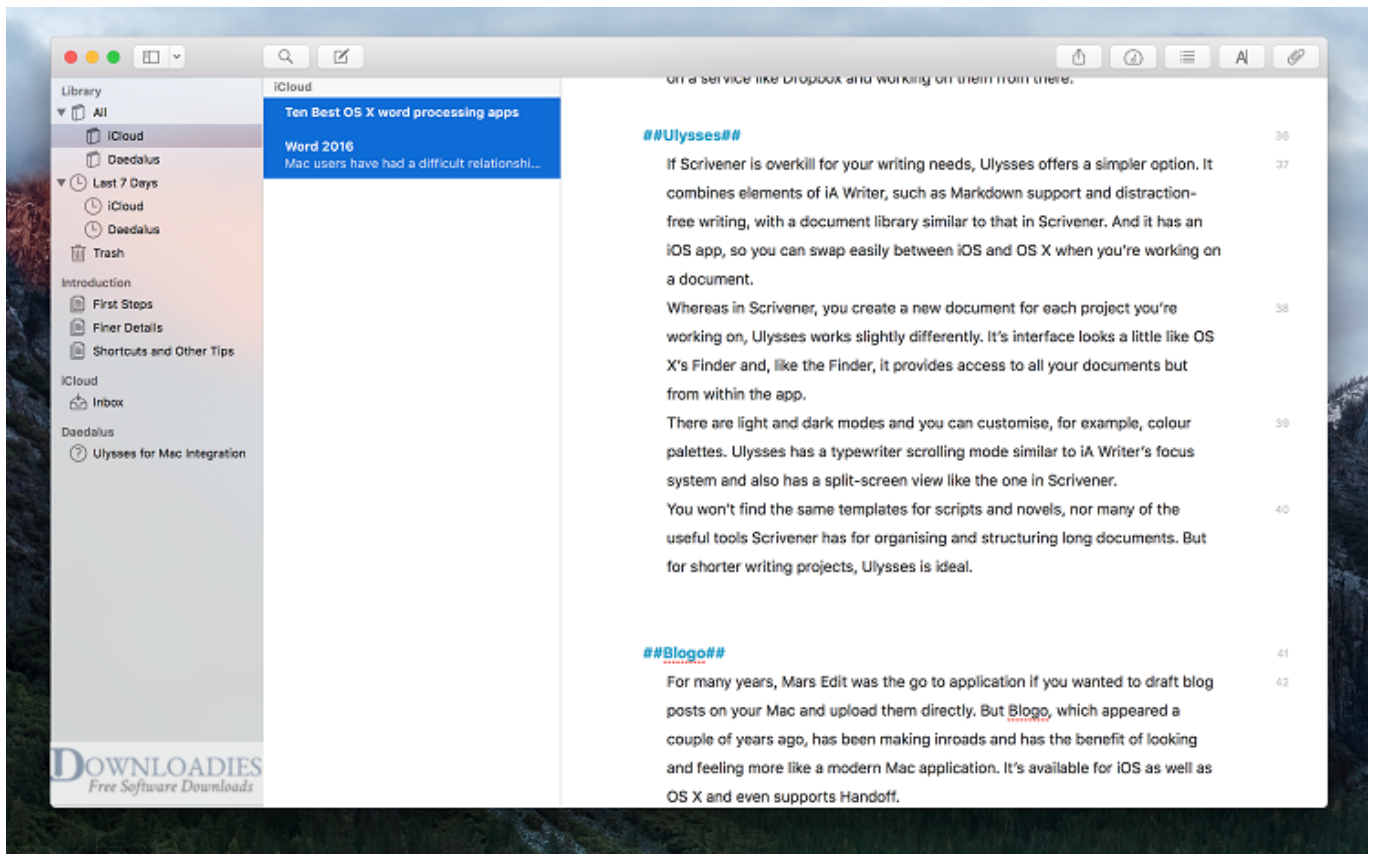 Library
All
iCloud
Daedalus
Last 7 Days
iCloud
Daedalus
Trash
Introduction
First Steps
Finer Details
Shortcuts and Other Tips
iCloud
Inbox
Daedalus
Ulysses for Mac Integration
DOWNLOADIES
Free Software Downloads
iCloud
Ten Best OS X word processing apps
Word 2016
Mac users have had a difficult relationshi...
on a service like Dropbox and working on them from there.
##Ulysses## 36
If Scrivener is overkill for your writing needs, Ulysses offers a simpler option. It 37
combines elements of iA Writer, such as Markdown support and distraction-
free writing, with a document library similar to that in Scrivener. And it has an
iOS app, so you can swap easily between iOS and OS X when you're working on
a document.
Whereas in Scrivener, you create a new document for each project you're 38
working on, Ulysses works slightly differently. It's interface looks a little like OS
X's Finder and, like the Finder, it provides access to all your documents but
from within the app.
There are light and dark modes and you can customise, for example, colour 39
palettes. Ulysses has a typewriter scrolling mode similar to iA Writer's focus
system and also has a split-screen view like the one in Scrivener.
You won't find the same templates for scripts and novels, nor many of the 40
useful tools Scrivener has for organising and structuring long documents. But
for shorter writing projects, Ulysses is ideal.
##Blogo## 41
For many years, Mars Edit was the go to application if you wanted to draft blog 42
posts on your Mac and upload them directly. But Blogo, which appeared a
couple of years ago, has been making inroads and has the benefit of looking
and feeling more like a modern Mac application. It's available for iOS as well as
OS X and even supports Handoff.